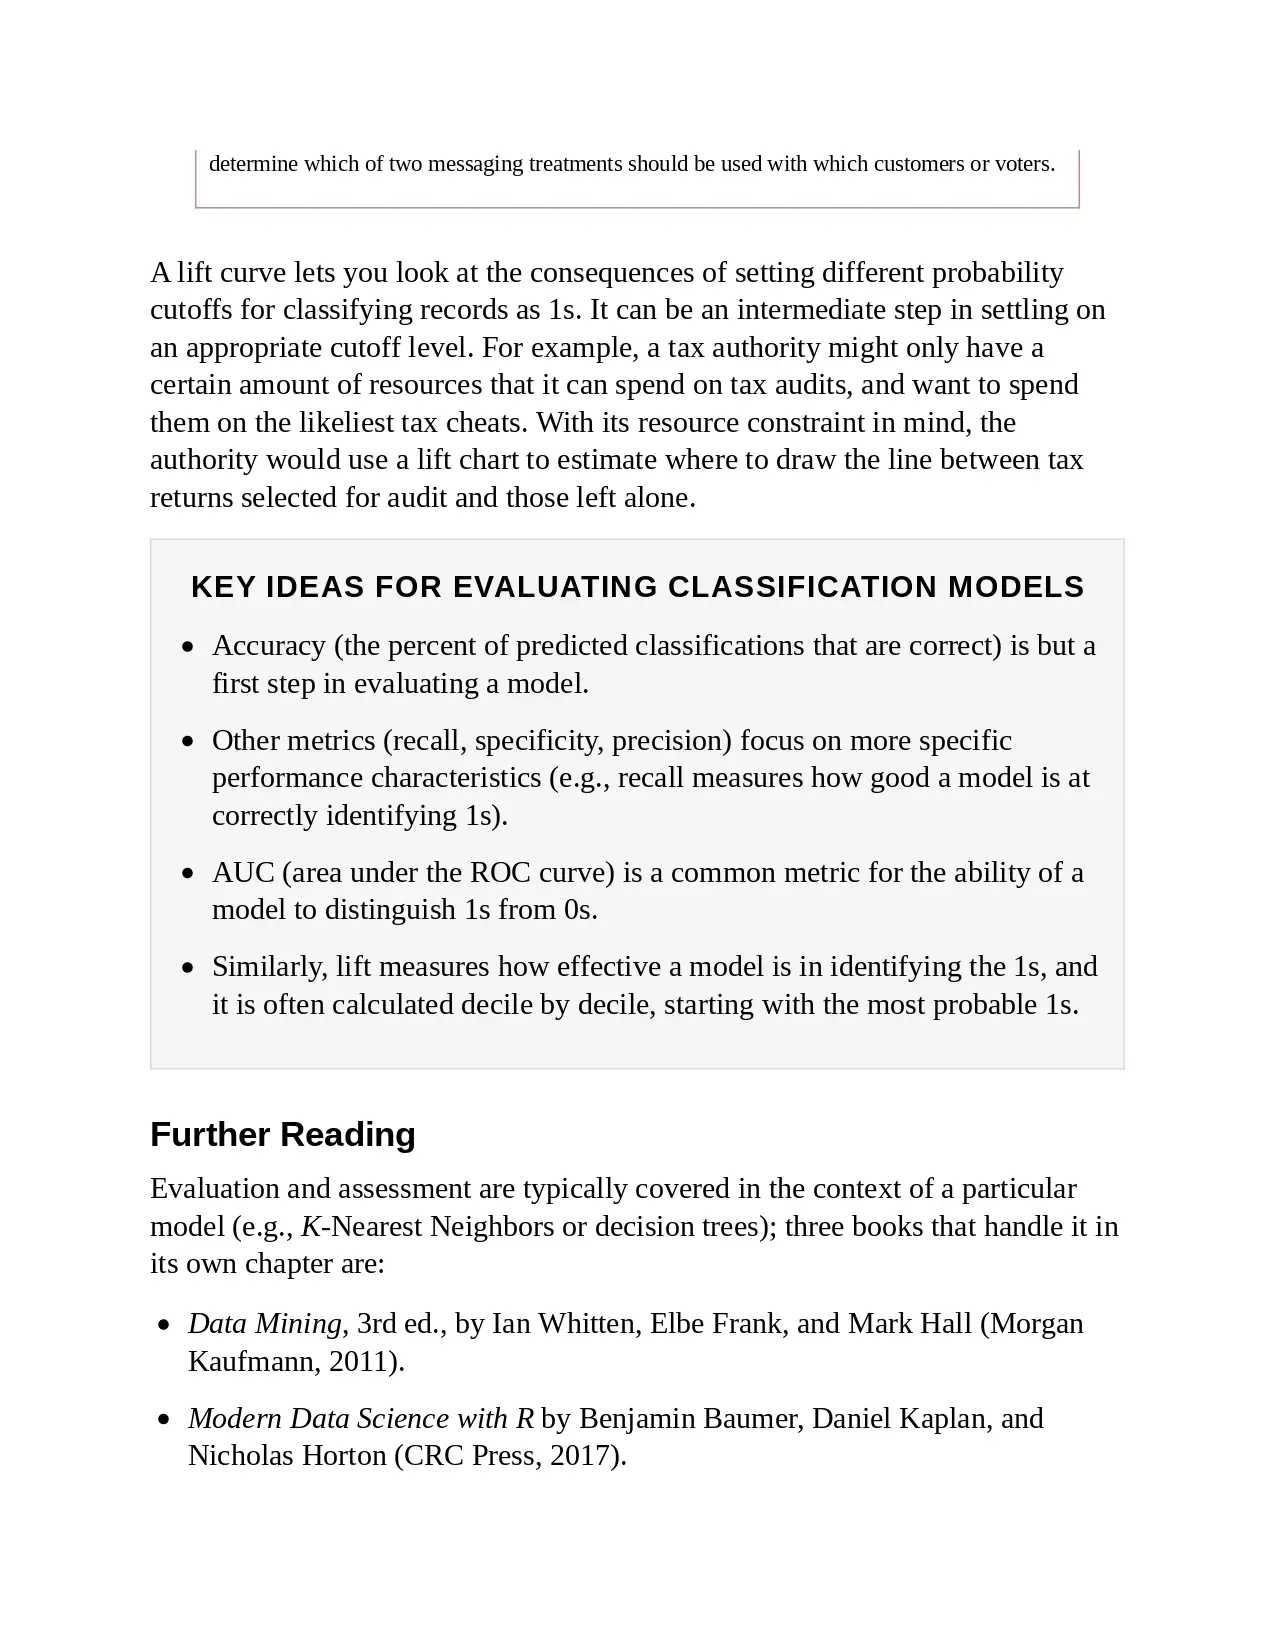 determine which of two messaging treatments should be used with which customers or voters.
A lift curve lets you look at the consequences of setting different probability
cutoffs for classifying records as 1s. It can be an intermediate step in settling on
an appropriate cutoff level. For example, a tax authority might only have a
certain amount of resources that it can spend on tax audits, and want to spend
them on the likeliest tax cheats. With its resource constraint in mind, the
authority would use a lift chart to estimate where to draw the line between tax
returns selected for audit and those left alone.
KEY IDEAS FOR EVALUATING CLASSIFICATION MODELS
• Accuracy (the percent of predicted classifications that are correct) is but a
first step in evaluating a model.
• Other metrics (recall, specificity, precision) focus on more specific
performance characteristics (e.g., recall measures how good a model is at
correctly identifying 1s).
• AUC (area under the ROC curve) is a common metric for the ability of a
model to distinguish 1s from 0s.
• Similarly, lift measures how effective a model is in identifying the 1s, and
it is often calculated decile by decile, starting with the most probable 1s.
Further Reading
Evaluation and assessment are typically covered in the context of a particular
model (e.g., K-Nearest Neighbors or decision trees); three books that handle it in
its own chapter are:
• Data Mining, 3rd ed., by Ian Whitten, Elbe Frank, and Mark Hall (Morgan
Kaufmann, 2011).
• Modern Data Science with R by Benjamin Baumer, Daniel Kaplan, and
Nicholas Horton (CRC Press, 2017).